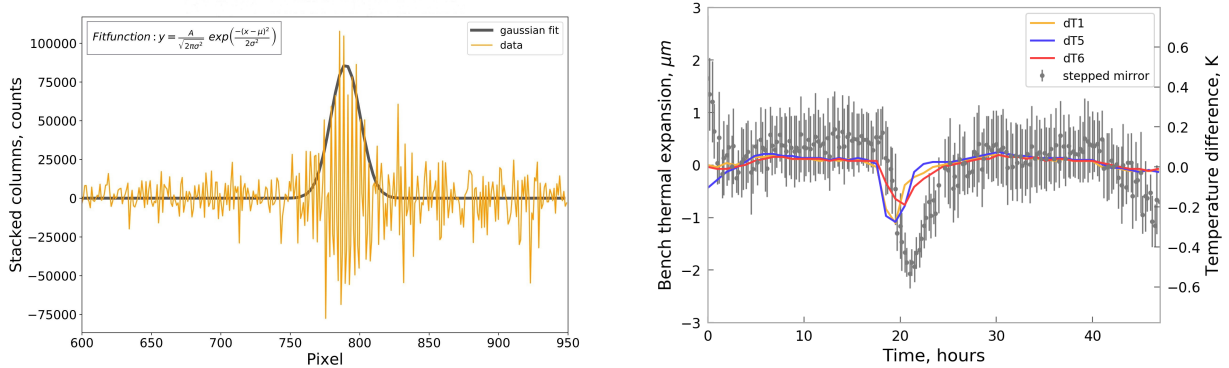 Fitfunction: y = A / √2πσ² exp(−(x−μ)² / 2σ²)
gaussian fit
data
100000
75000
50000
25000
0
−25000
−50000
−75000
Stacked columns, counts
600 650 700 750 800 850 900 950
Pixel
3
2
1
0
−1
−2
−3
Bench thermal expansion, μm
dT1
dT5
dT6
stepped mirror
0.6
0.4
0.2
0.0
−0.2
−0.4
−0.6
Temperature difference, K
0 10 20 30 40
Time, hours